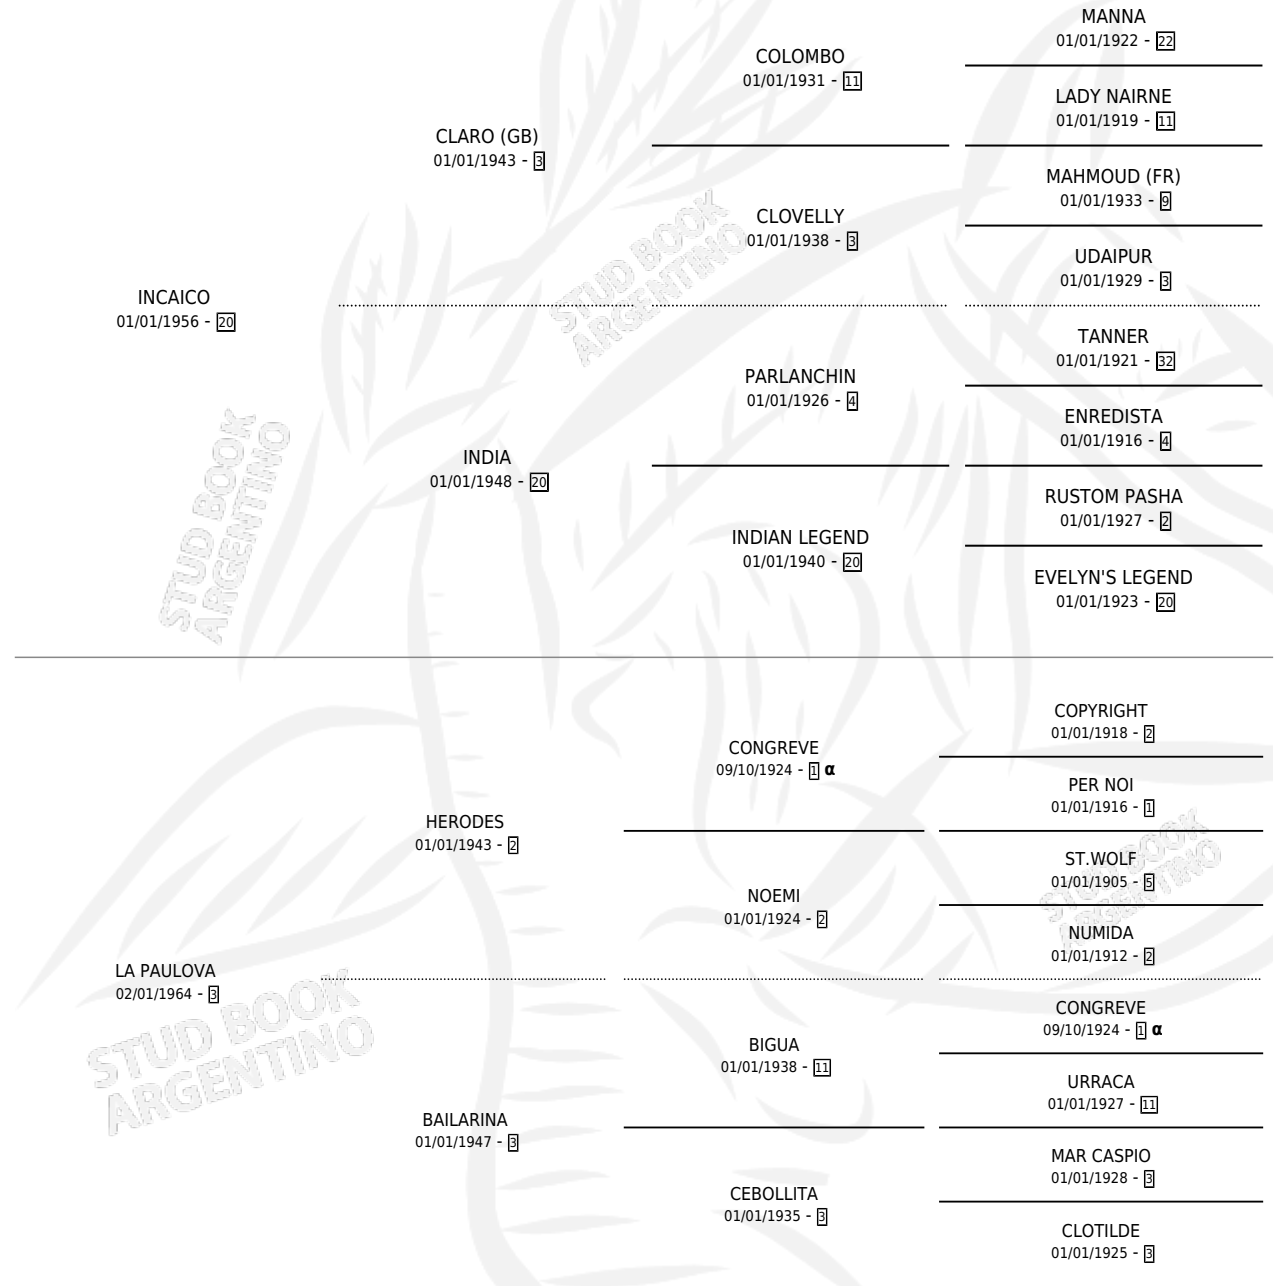 MANNA
01/01/1922 - 22
COLOMBO
01/01/1931 - 11
LADY NAIRNE
01/01/1919 - 11
CLARO (GB)
01/01/1943 - 3
MAHMOUD (FR)
01/01/1933 - 9
CLOVELLY
01/01/1938 - 3
UDAIPUR
01/01/1929 - 3
INCAICO
01/01/1956 - 20
TANNER
01/01/1921 - 32
PARLANCHIN
01/01/1926 - 4
ENREDISTA
01/01/1916 - 4
INDIA
01/01/1948 - 20
RUSTOM PASHA
01/01/1927 - 2
INDIAN LEGEND
01/01/1940 - 20
EVELYN'S LEGEND
01/01/1923 - 20
COPYRIGHT
01/01/1918 - 2
CONGREVE
09/10/1924 - 1 α
PER NOI
01/01/1916 - 1
HERODES
01/01/1943 - 2
ST.WOLF
01/01/1905 - 5
NOEMI
01/01/1924 - 2
NUMIDA
01/01/1912 - 2
LA PAULOVA
02/01/1964 - 3
CONGREVE
09/10/1924 - 1 α
BIGUA
01/01/1938 - 11
URRACA
01/01/1927 - 11
BAILARINA
01/01/1947 - 3
MAR CASPIO
01/01/1928 - 3
CEBOLLITA
01/01/1935 - 3
CLOTILDE
01/01/1925 - 3
STUD BOOK
ARGENTINO
STUD BOOK
ARGENTINO
STUD BOOK
ARGENTINO
STUD BOOK
ARGENTINO